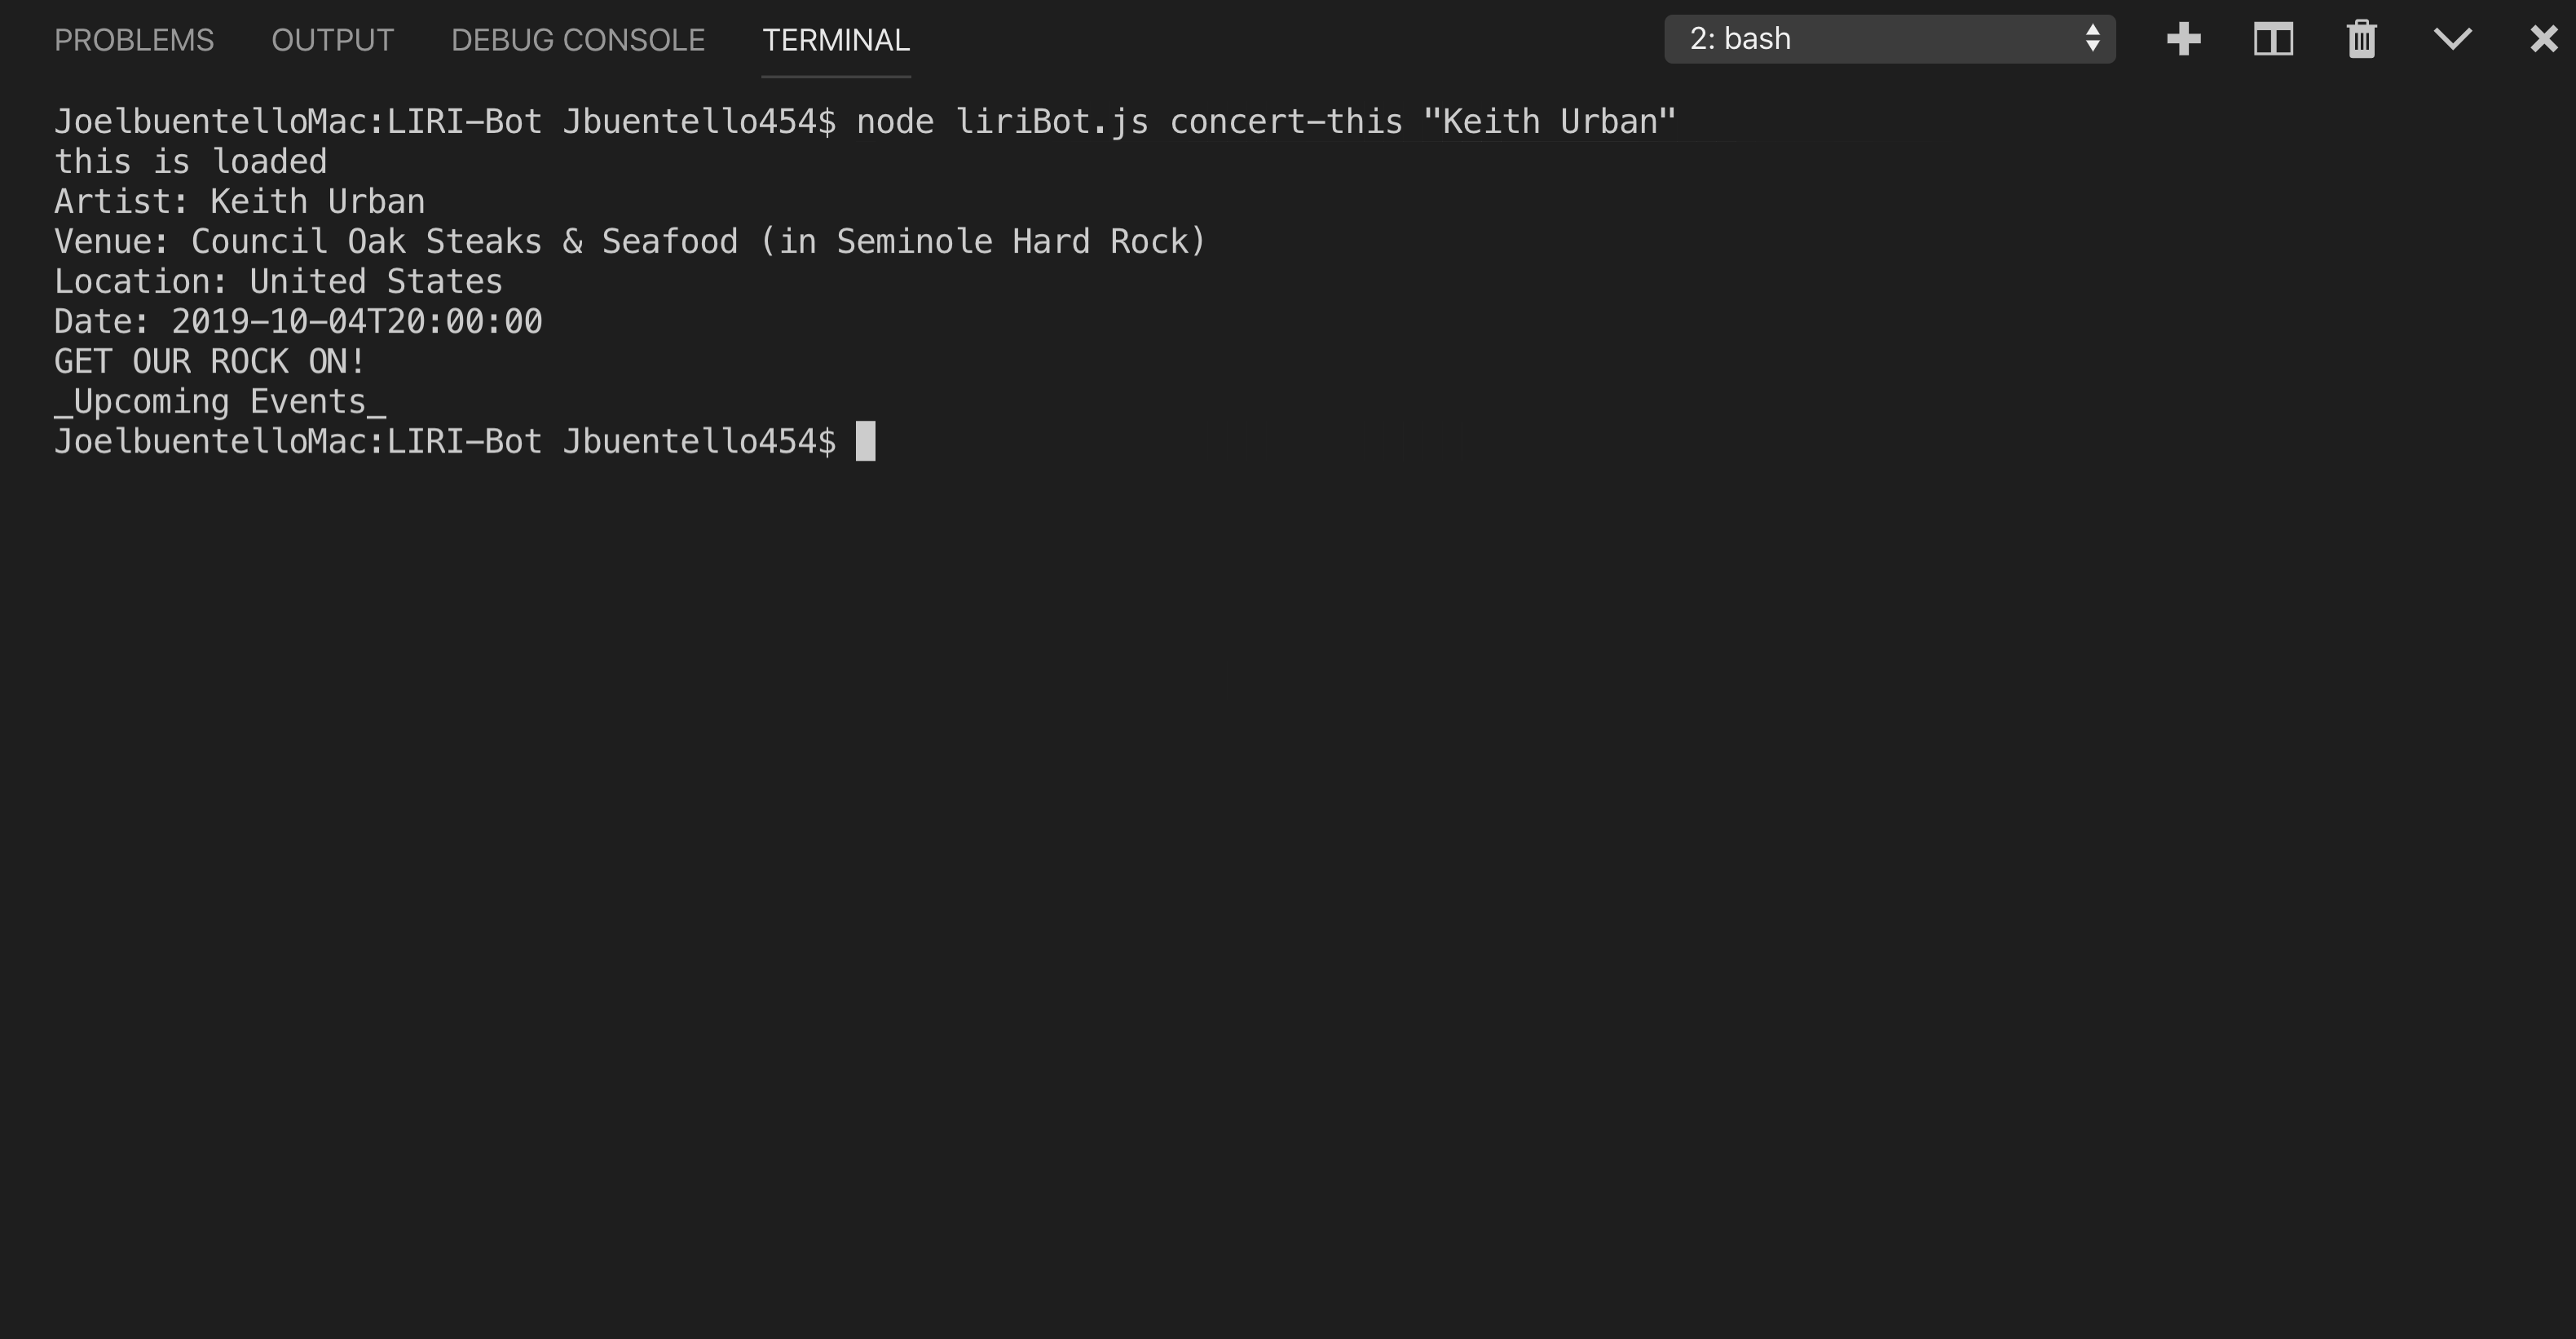 PROBLEMS OUTPUT DEBUG CONSOLE TERMINAL 2: bash
JoelbuentelloMac:LIRI-Bot Jbuentello454$ node liriBot.js concert-this "Keith Urban"
this is loaded
Artist: Keith Urban
Venue: Council Oak Steaks & Seafood (in Seminole Hard Rock)
Location: United States
Date: 2019-10-04T20:00:00
GET OUR ROCK ON!
_Upcoming Events_
JoelbuentelloMac:LIRI-Bot Jbuentello454$